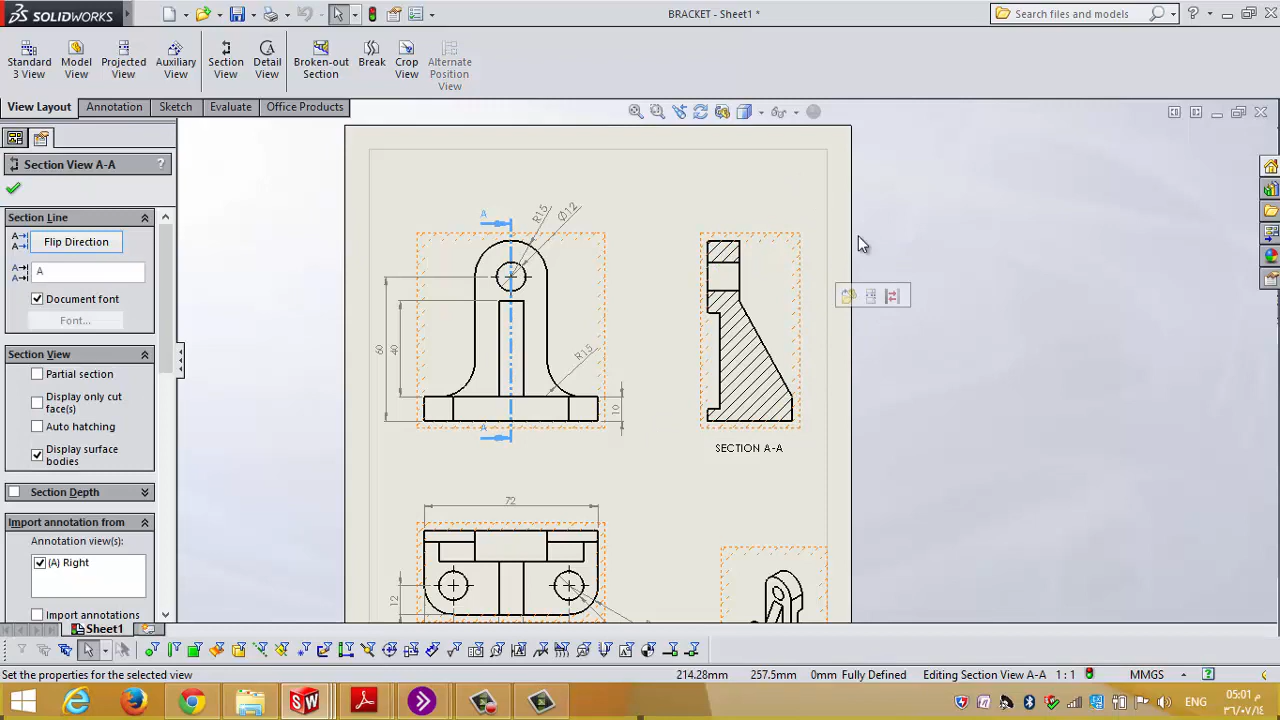 SOLIDWORKS
BRACKET - Sheet1 *
Search files and models
Standard 3 View
Model View
Projected View
Auxiliary View
Section View
Detail View
Broken-out Section
Break
Crop View
Alternate Position View
View Layout
Annotation
Sketch
Evaluate
Office Products
Section View A-A
?
Section Line
Flip Direction
A
Document font
Font...
Section View
Partial section
Display only cut face(s)
Auto hatching
Display surface bodies
Section Depth
Import annotation from
Annotation view(s):
(A) Right
Import annotations
A
R15
Ø12
60
40
R15
10
A
SECTION A-A
72
12
Sheet1
Set the properties for the selected view
214.28mm
257.5mm
0mm
Fully Defined
Editing Section View A-A
1 : 1
MMGS
ENG
05:01 م